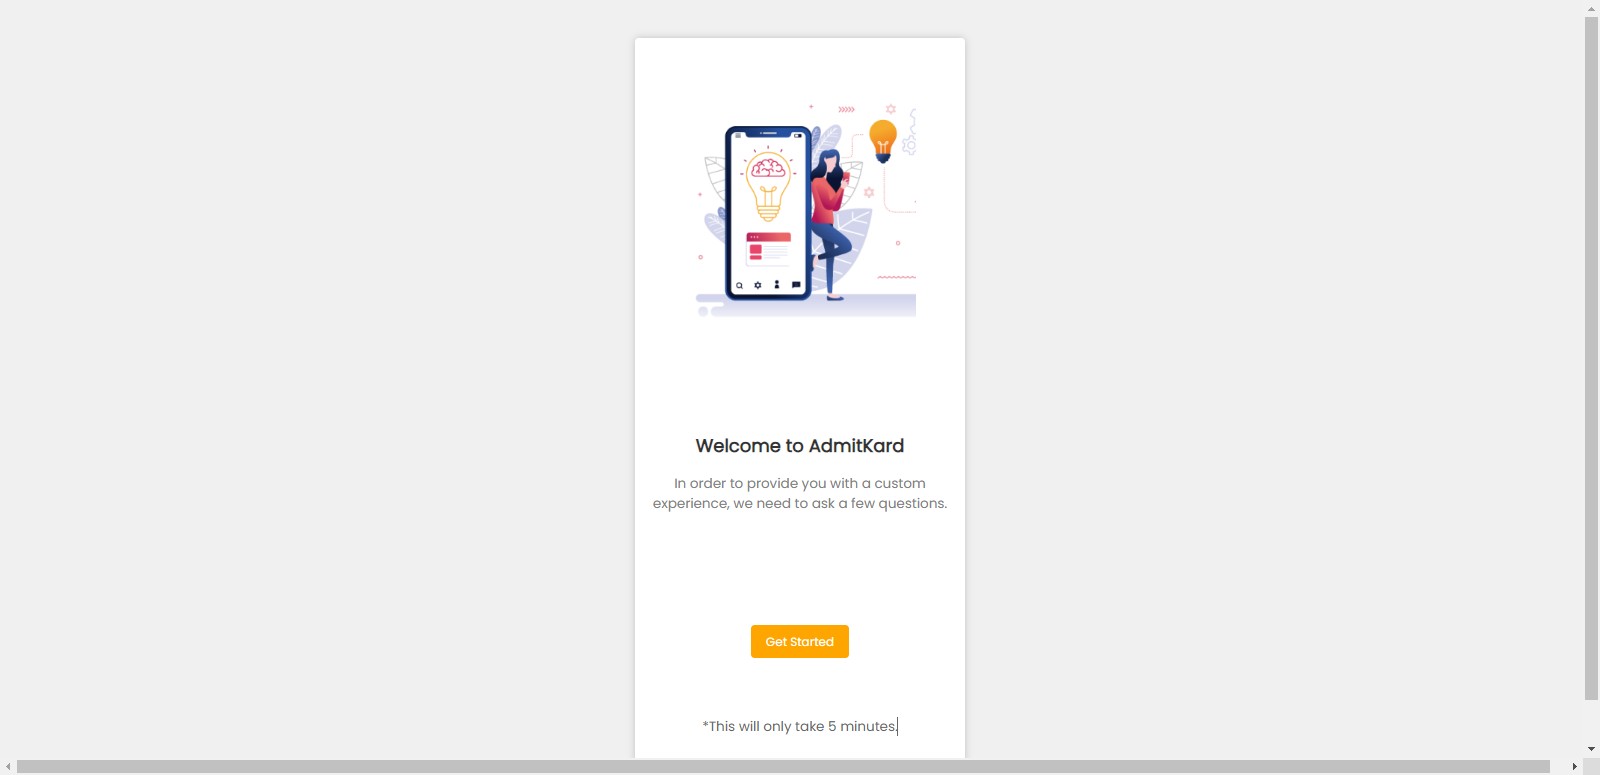 Welcome to AdmitKard
In order to provide you with a custom
experience, we need to ask a few questions.
Get Started
*This will only take 5 minutes.